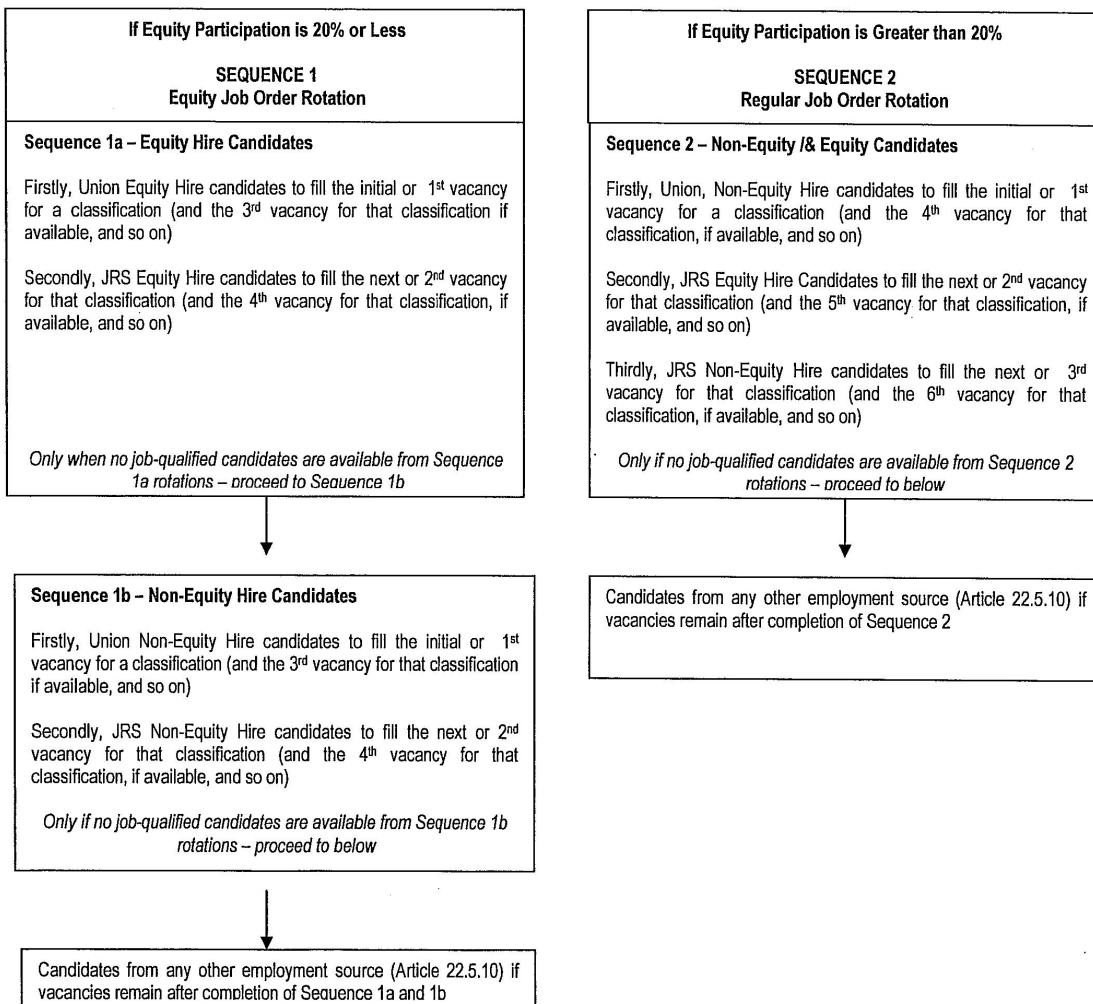 If Equity Participation is 20% or Less
SEQUENCE 1
Equity Job Order Rotation
Sequence 1a – Equity Hire Candidates
Firstly, Union Equity Hire candidates to fill the initial or 1st vacancy
for a classification (and the 3rd vacancy for that classification if
available, and so on)
Secondly, JRS Equity Hire candidates to fill the next or 2nd vacancy
for that classification (and the 4th vacancy for that classification, if
available, and so on)
Only when no job-qualified candidates are available from Sequence
1a rotations – proceed to Sequence 1b
Sequence 1b – Non-Equity Hire Candidates
Firstly, Union Non-Equity Hire candidates to fill the initial or 1st
vacancy for a classification (and the 3rd vacancy for that classification
if available, and so on)
Secondly, JRS Non-Equity Hire candidates to fill the next or 2nd
vacancy for that classification (and the 4th vacancy for that
classification, if available, and so on)
Only if no job-qualified candidates are available from Sequence 1b
rotations – proceed to below
Candidates from any other employment source (Article 22.5.10) if
vacancies remain after completion of Sequence 1a and 1b
If Equity Participation is Greater than 20%
SEQUENCE 2
Regular Job Order Rotation
Sequence 2 – Non-Equity /& Equity Candidates
Firstly, Union, Non-Equity Hire candidates to fill the initial or 1st
vacancy for a classification (and the 4th vacancy for that
classification, if available, and so on)
Secondly, JRS Equity Hire Candidates to fill the next or 2nd vacancy
for that classification (and the 5th vacancy for that classification, if
available, and so on)
Thirdly, JRS Non-Equity Hire candidates to fill the next or 3rd
vacancy for that classification (and the 6th vacancy for that
classification, if available, and so on)
Only if no job-qualified candidates are available from Sequence 2
rotations – proceed to below
Candidates from any other employment source (Article 22.5.10) if
vacancies remain after completion of Sequence 2